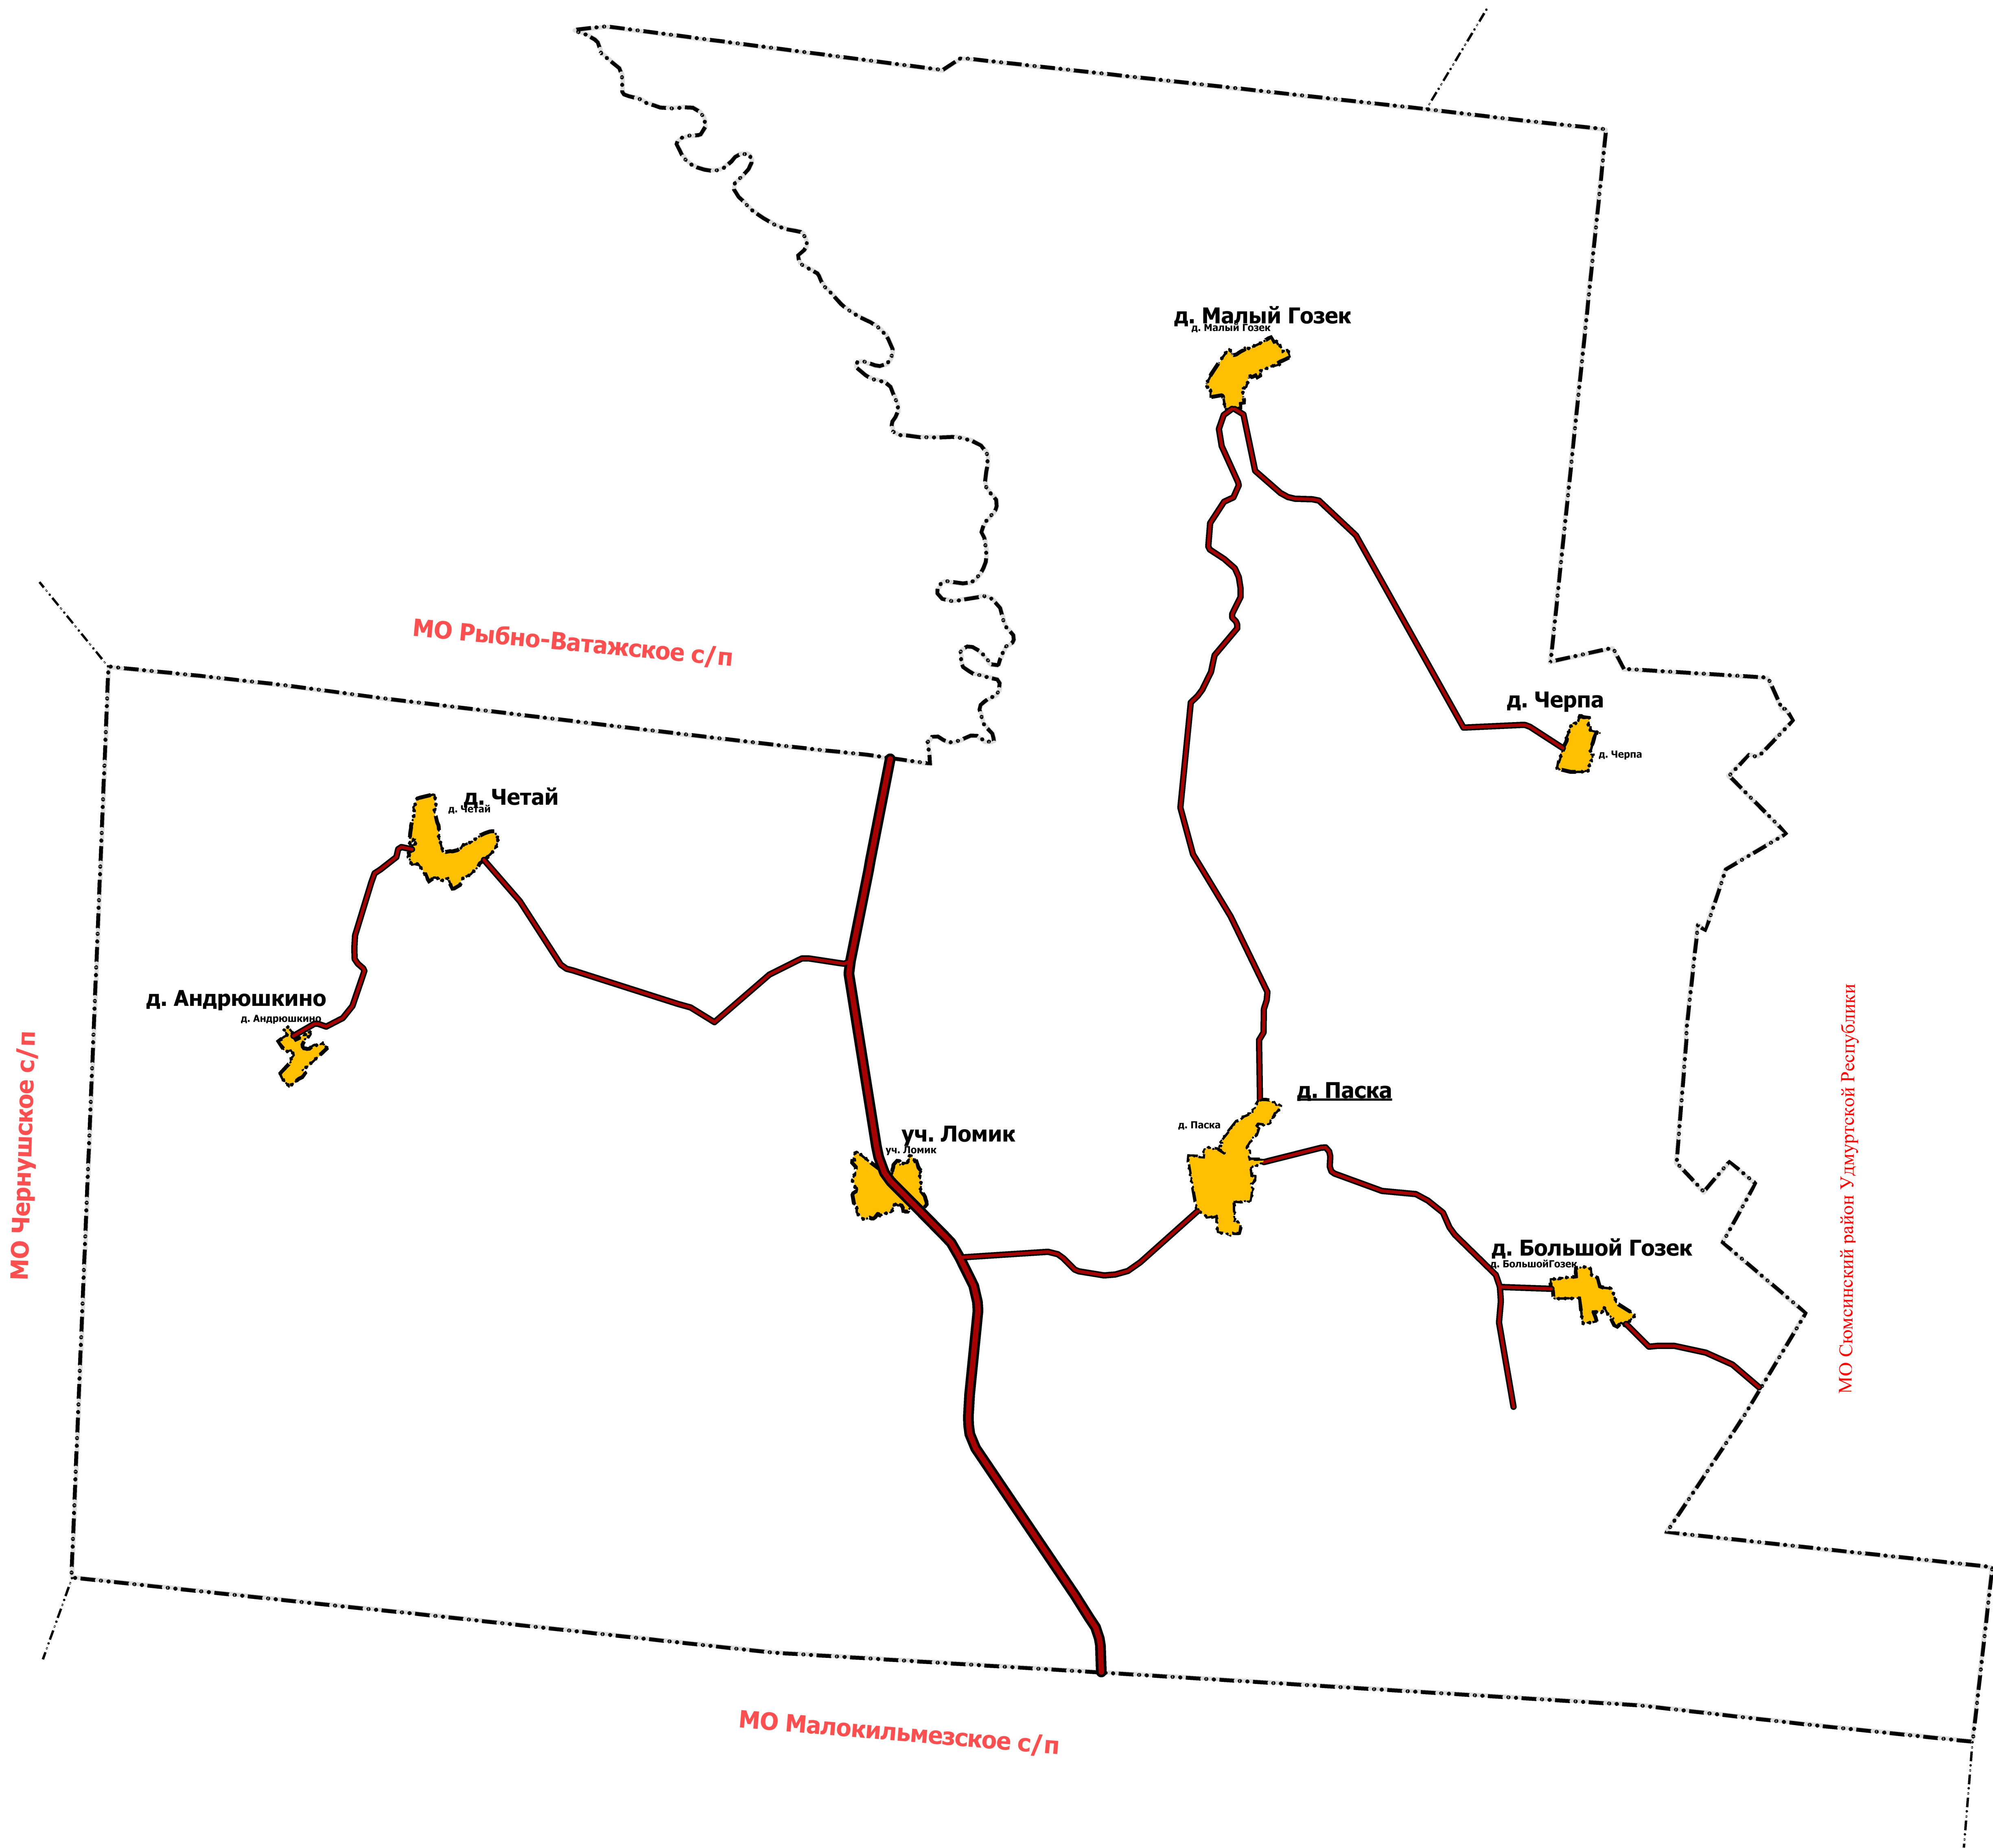 д. Малый Гозек
д. Малый Гозек
МО Рыбно-Ватажское с/п
д. Черпа
д. Черпа
д. Четай
д. Четай
д. Андрюшкино
д. Андрюшкино
МО Чернушское с/п
МО Сюмсинский район Удмуртской Республики
д. Паска
д. Паска
уч. Ломик
уч. Ломик
д. Большой Гозек
д. БольшойГозек
МО Малокильмезское с/п